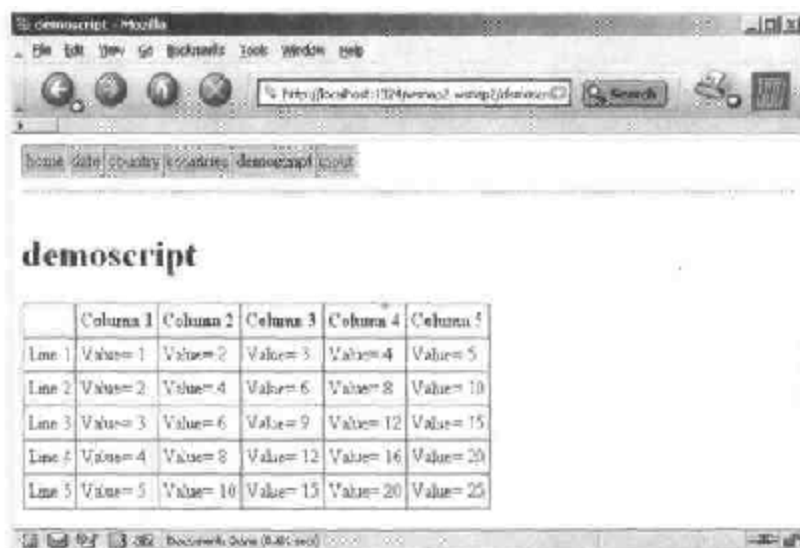 demoscript - Mozilla
File Edit View Go Bookmarks Tools Window Help
Search
home date country countries demoscript input
demoscript
Column 1 Column 2 Column 3 Column 4 Column 5
Line 1 Value= 1 Value= 2 Value= 3 Value= 4 Value= 5
Line 2 Value= 2 Value= 4 Value= 6 Value= 8 Value= 10
Line 3 Value= 3 Value= 6 Value= 9 Value= 12 Value= 15
Line 4 Value= 4 Value= 8 Value= 12 Value= 16 Value= 20
Line 5 Value= 5 Value= 10 Value= 15 Value= 20 Value= 25
Document: Done